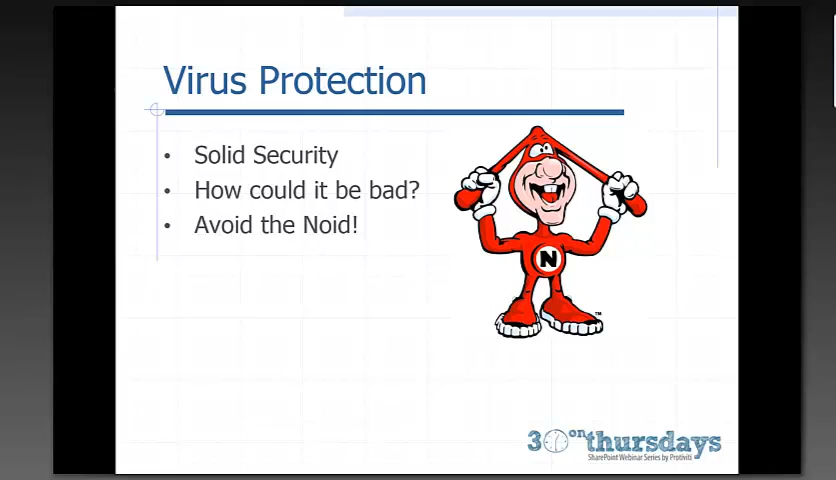 Virus Protection
• Solid Security
• How could it be bad?
• Avoid the Noid!
N
TM
30 on thursdays
SharePoint Webinar Series by Protiviti